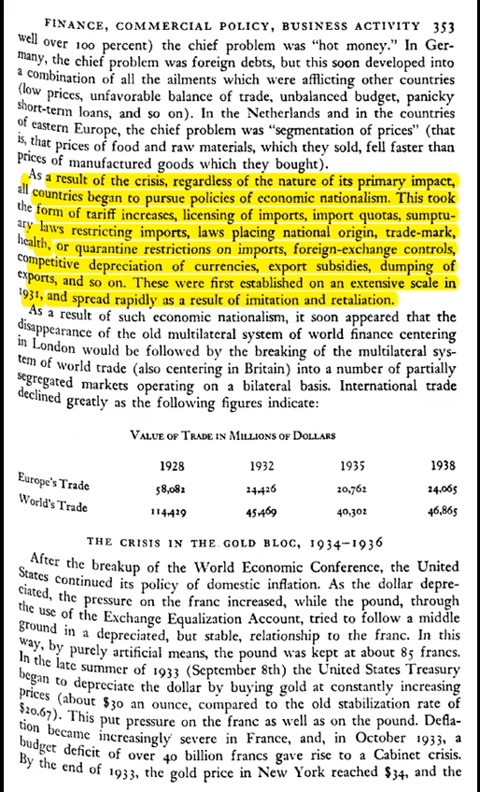 FINANCE, COMMERCIAL POLICY, BUSINESS ACTIVITY 353
well over 100 percent) the chief problem was “hot money.” In Ger-
many, the chief problem was foreign debts, but this soon developed into
a combination of all the ailments which were afflicting other countries
(low prices, unfavorable balance of trade, unbalanced budget, panicky
short-term loans, and so on). In the Netherlands and in the countries
of eastern Europe, the chief problem was “segmentation of prices” (that
is, that prices of food and raw materials, which they sold, fell faster than
prices of manufactured goods which they bought).
As a result of the crisis, regardless of the nature of its primary impact,
all countries began to pursue policies of economic nationalism. This took
the form of tariff increases, licensing of imports, import quotas, sumptu-
ary laws restricting imports, laws placing national origin, trade-mark,
health, or quarantine restrictions on imports, foreign-exchange controls,
competitive depreciation of currencies, export subsidies, dumping of
exports, and so on. These were first established on an extensive scale in
1931, and spread rapidly as a result of imitation and retaliation.
As a result of such economic nationalism, it soon appeared that the
disappearance of the old multilateral system of world finance centering
in London would be followed by the breaking of the multilateral sys-
tem of world trade (also centering in Britain) into a number of partially
segregated markets operating on a bilateral basis. International trade
declined greatly as the following figures indicate:
VALUE OF TRADE IN MILLIONS OF DOLLARS
1928 1932 1935 1938
Europe's Trade 58,082 24,426 20,762 24,065
World's Trade 114,429 45,469 40,302 46,865
THE CRISIS IN THE GOLD BLOC, 1934–1936
After the breakup of the World Economic Conference, the United
States continued its policy of domestic inflation. As the dollar depre-
ciated, the pressure on the franc increased, while the pound, through
the use of the Exchange Equalization Account, tried to follow a middle
ground in a depreciated, but stable, relationship to the franc. In this
way, by purely artificial means, the pound was kept at about 85 francs.
In the late summer of 1933 (September 8th) the United States Treasury
began to depreciate the dollar by buying gold at constantly increasing
prices (about $30 an ounce, compared to the old stabilization rate of
$20.67). This put pressure on the franc as well as on the pound. Defla-
tion became increasingly severe in France, and, in October 1933, a
budget deficit of over 40 billion francs gave rise to a Cabinet crisis.
By the end of 1933, the gold price in New York reached $34, and the